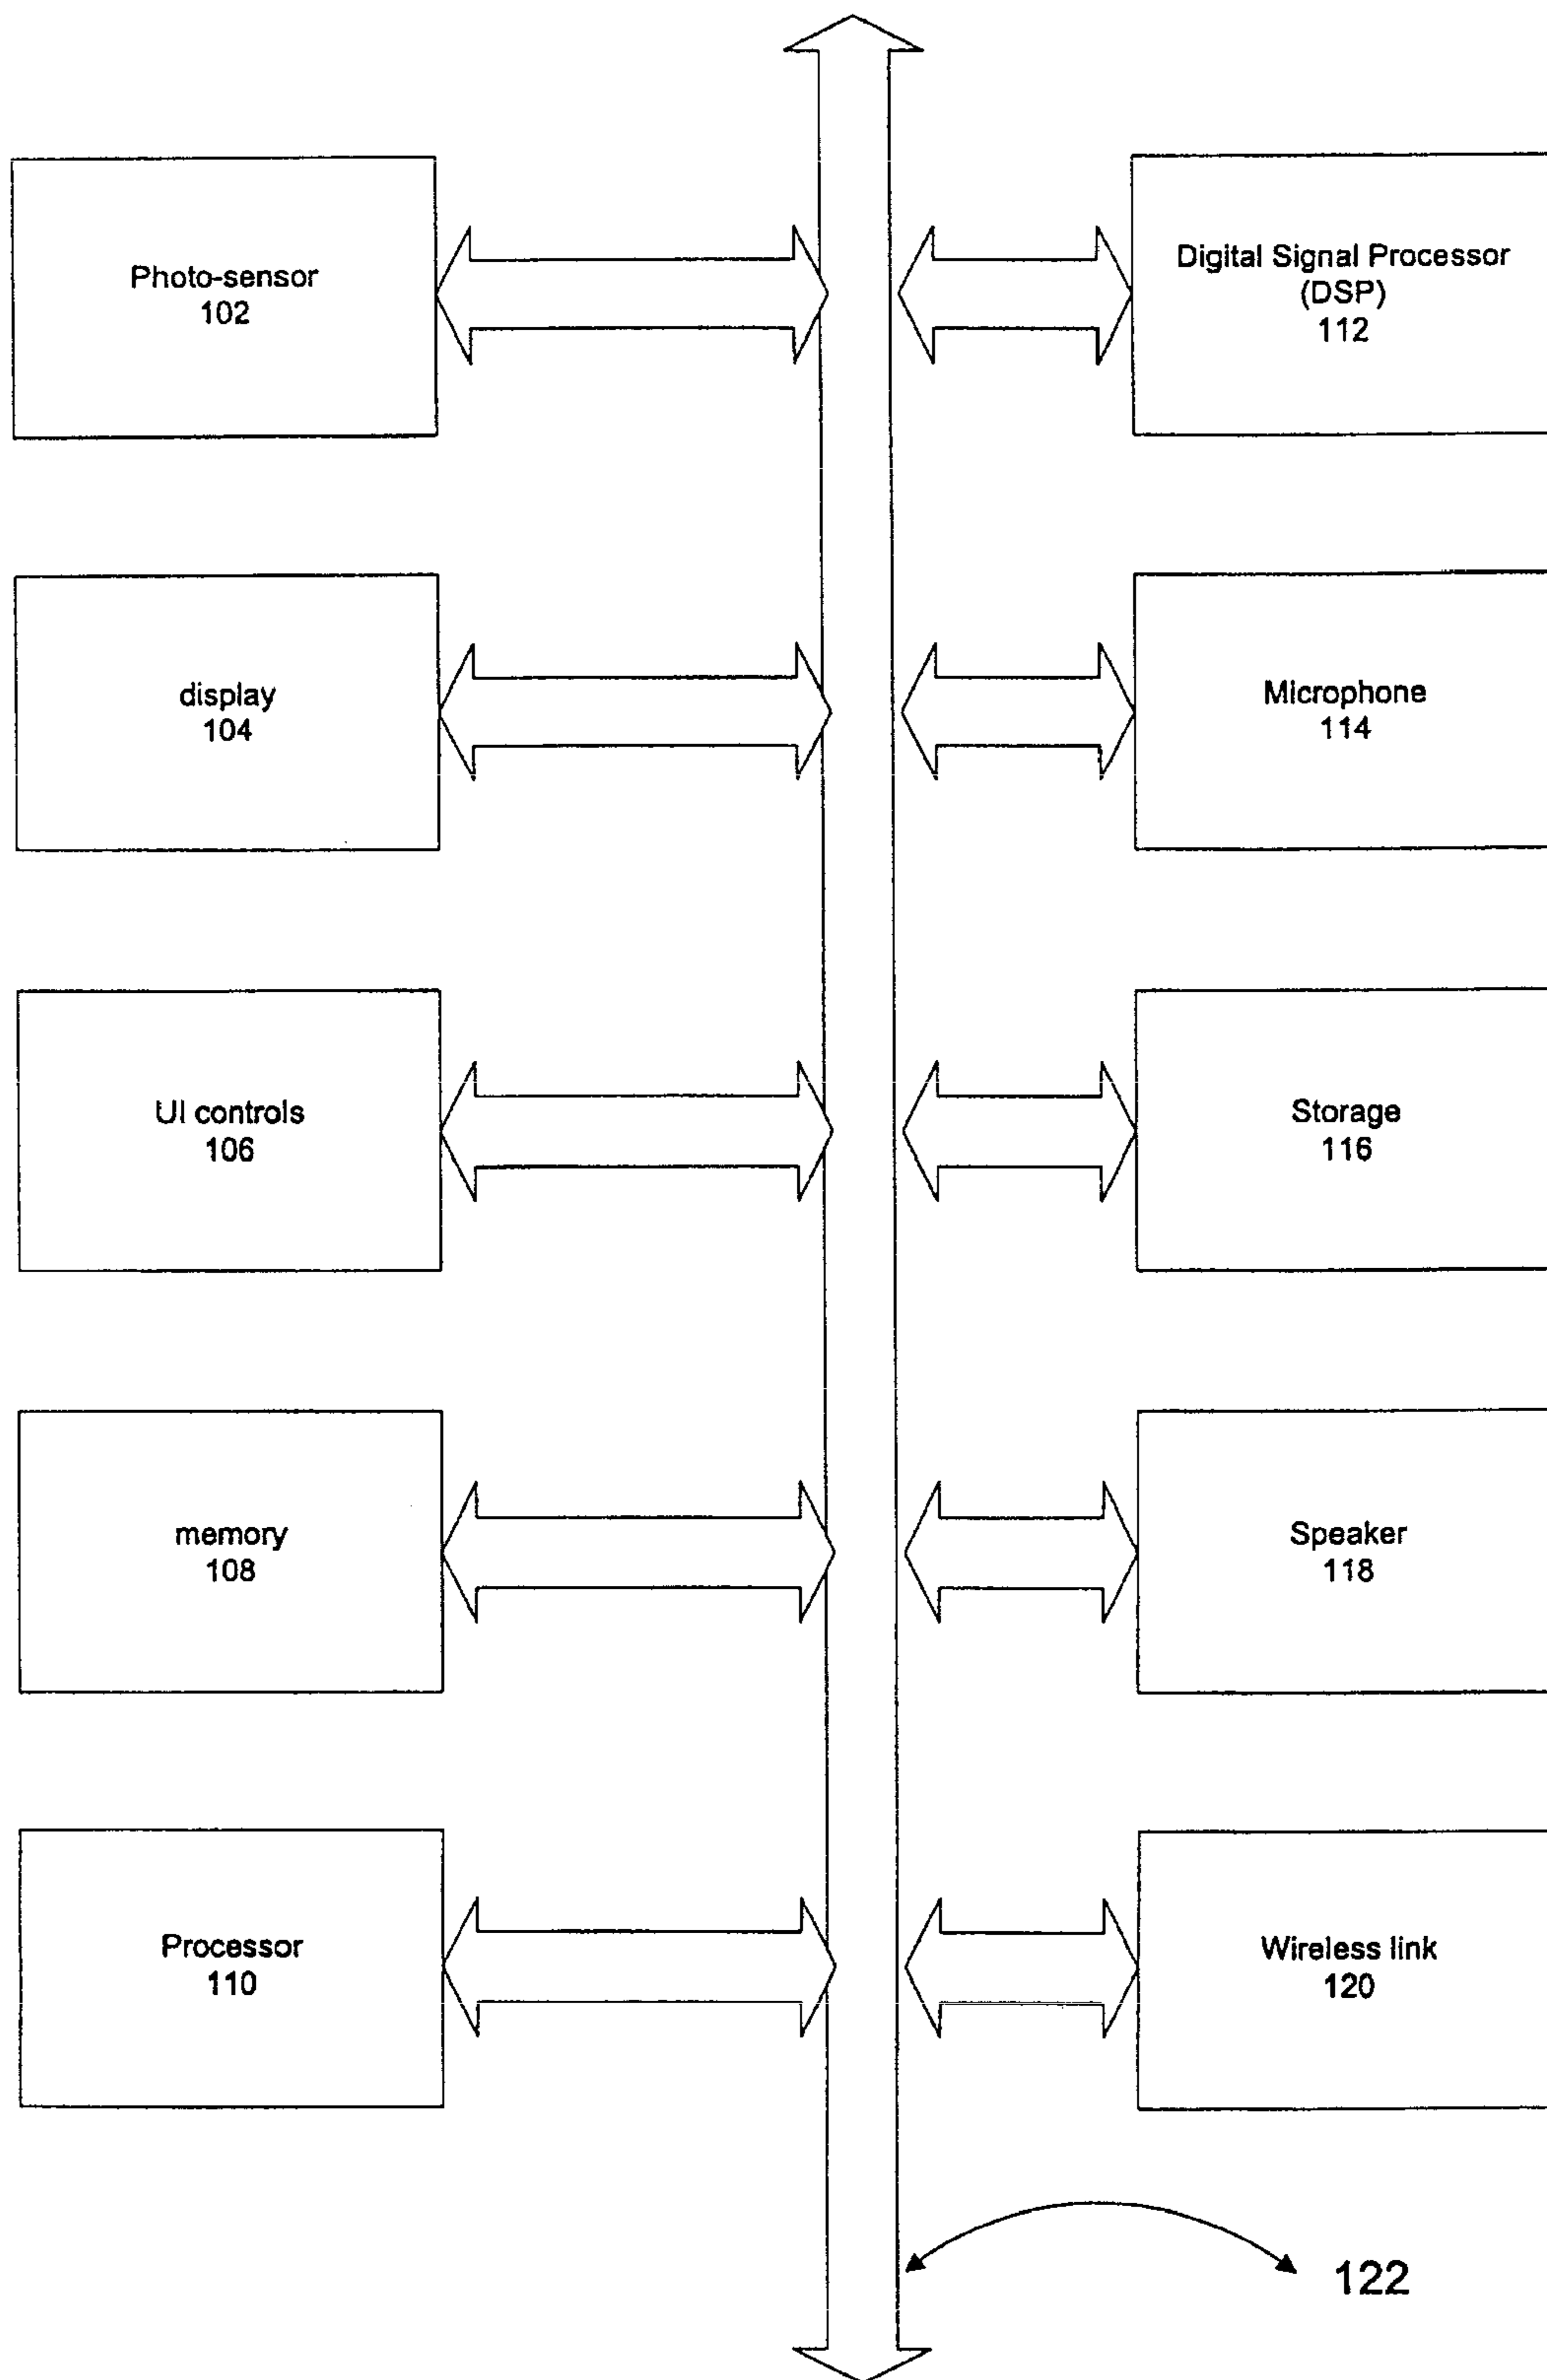 Photo-sensor
102
Digital Signal Processor
(DSP)
112
display
104
Microphone
114
UI controls
106
Storage
116
memory
108
Speaker
118
Processor
110
Wireless link
120
122